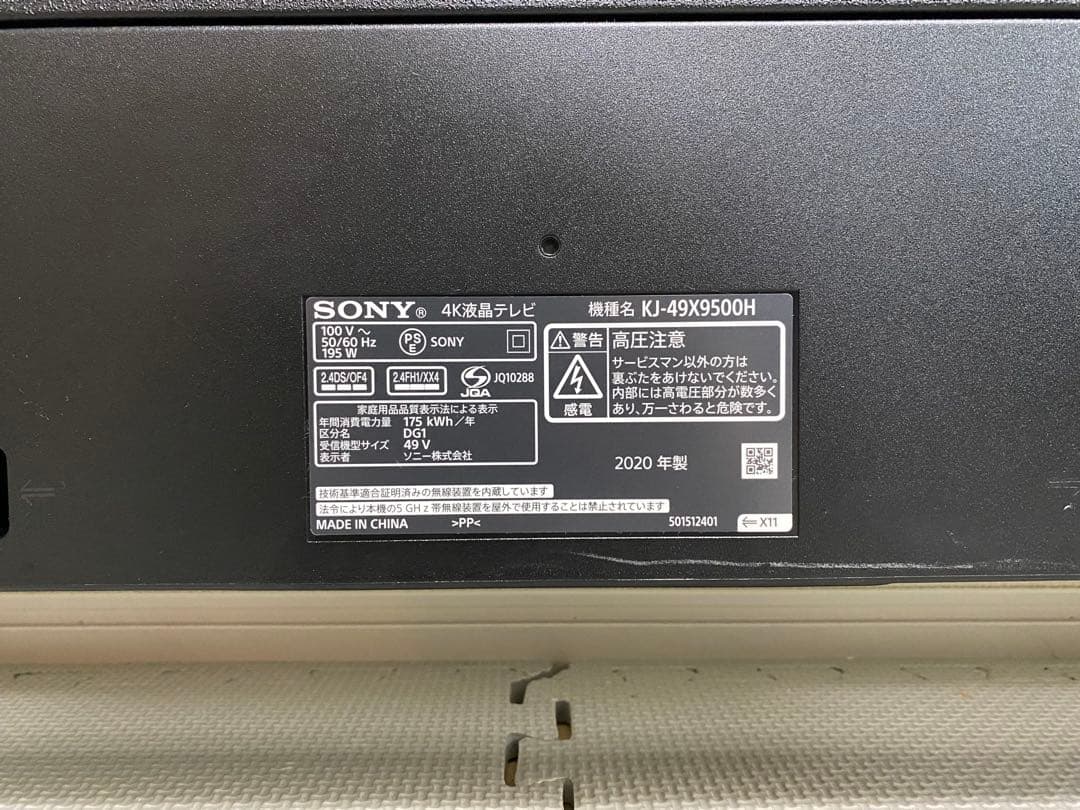 SONY® 4K液晶テレビ 機種名 KJ-49X9500H
100 V ～
50/60 Hz
195 W
PSE SONY
2.4DS/OF4 2.4FH1/XX4 JQA JQ10288
家庭用品品質表示法による表示
年間消費電力量 175 kWh/年
区分名 DG1
受信機型サイズ 49 V
表示者 ソニー株式会社
警告 高圧注意
感電
サービスマン以外の方は
裏ぶたをあけないでください。
内部には高電圧部分が数多く
あり、万一さわると危険です。
2020 年製
技術基準適合証明済みの無線装置を内蔵しています
法令により本機の5 GHz帯無線装置を屋外で使用することは禁止されています
MADE IN CHINA >PP< 501512401 X11